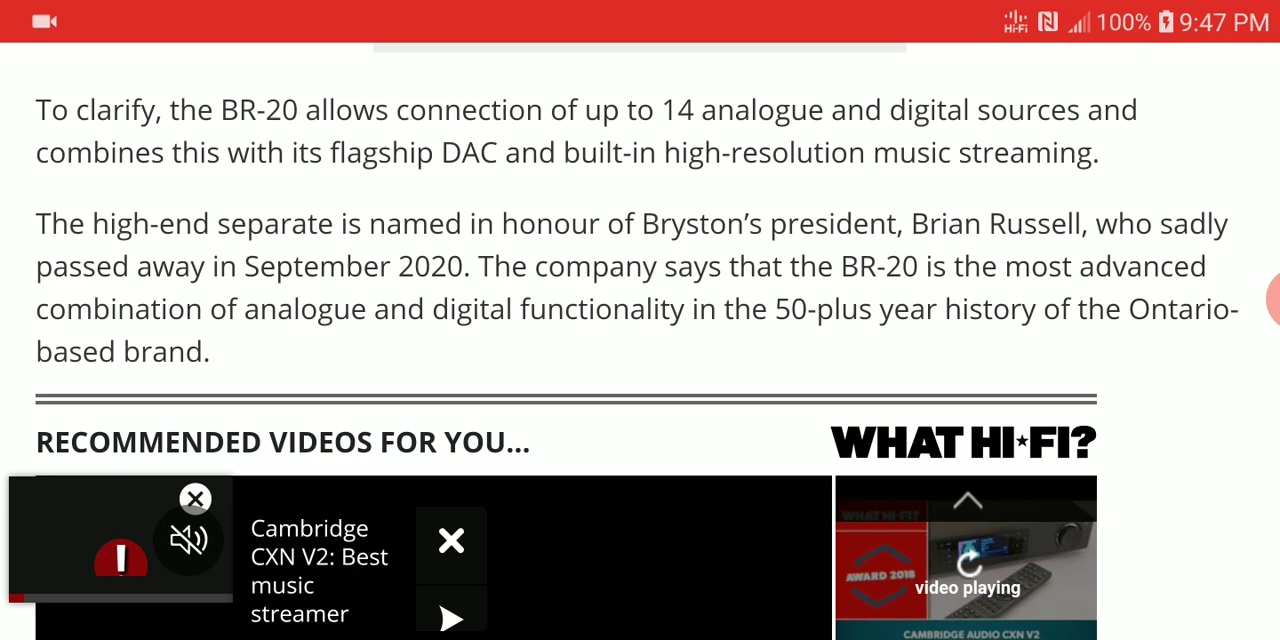 HI-FI 100% 9:47 PM
To clarify, the BR-20 allows connection of up to 14 analogue and digital sources and
combines this with its flagship DAC and built-in high-resolution music streaming.
The high-end separate is named in honour of Bryston’s president, Brian Russell, who sadly
passed away in September 2020. The company says that the BR-20 is the most advanced
combination of analogue and digital functionality in the 50-plus year history of the Ontario-
based brand.
RECOMMENDED VIDEOS FOR YOU...
WHAT HI★FI?
Cambridge
CXN V2: Best
music
streamer
WHAT HI-FI?
AWARD 2018
video playing
CAMBRIDGE AUDIO CXN V2